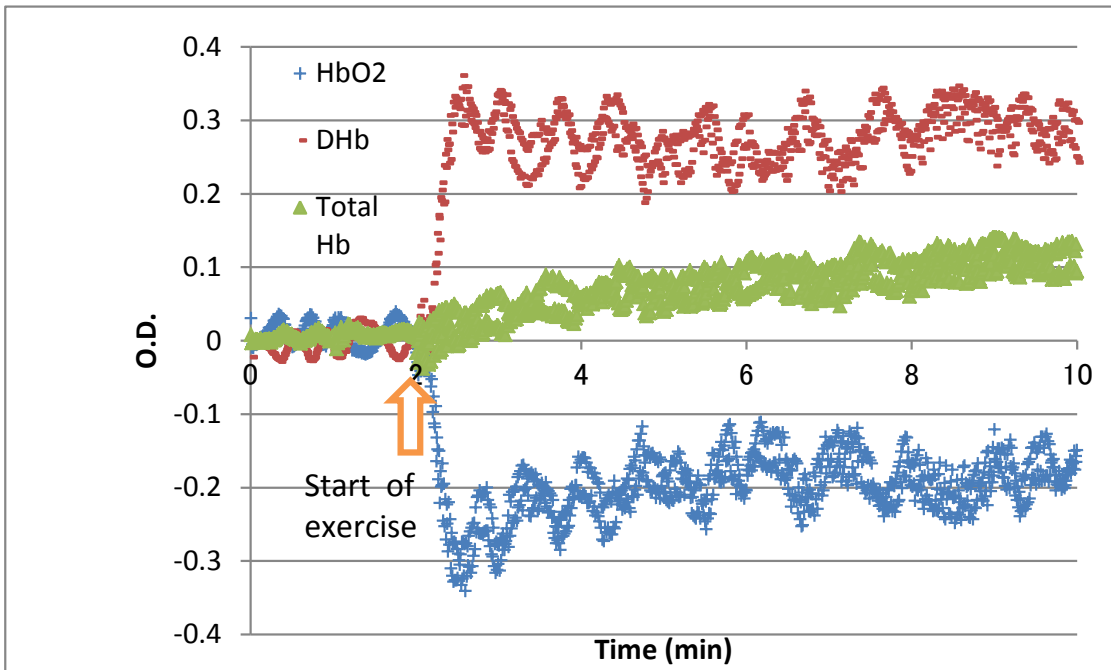 0.4
HbO2
0.3
DHb
0.2
Total
Hb
0.1
O.D.
0
0 2 4 6 8 10
-0.1
Start of
exercise
-0.2
-0.3
-0.4
Time (min)